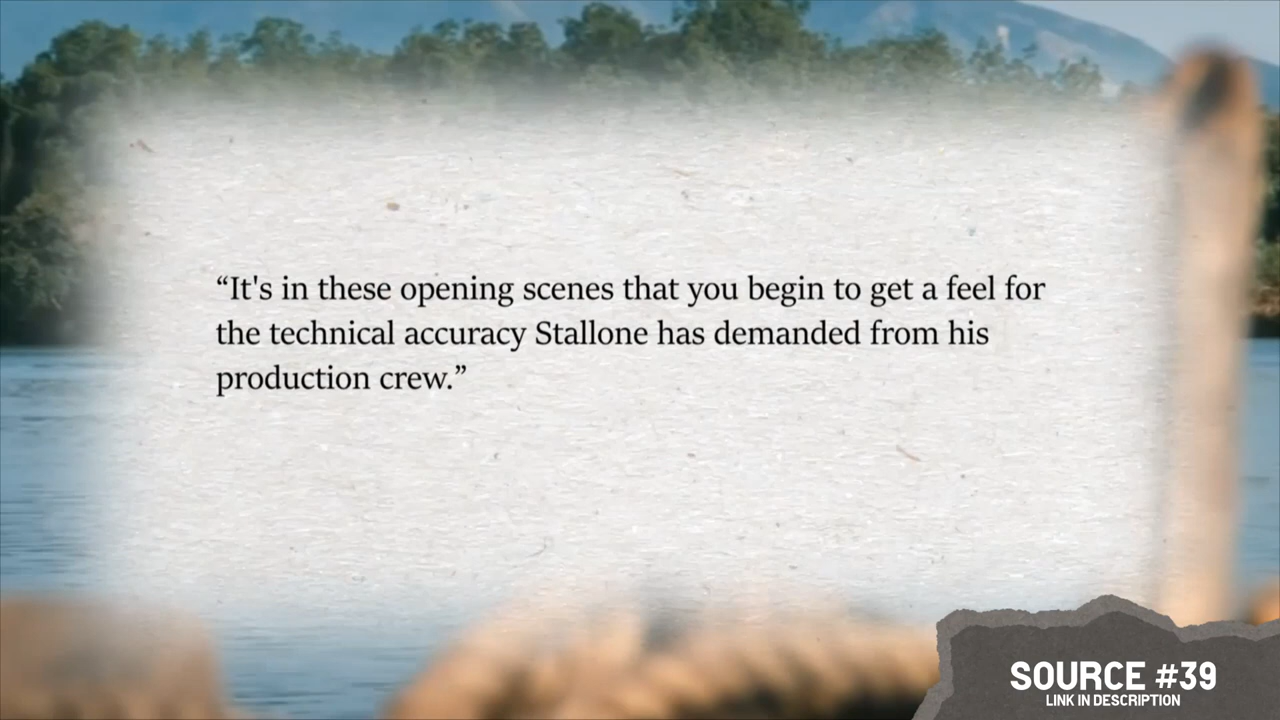 “It's in these opening scenes that you begin to get a feel for
the technical accuracy Stallone has demanded from his
production crew.”
SOURCE #39
LINK IN DESCRIPTION